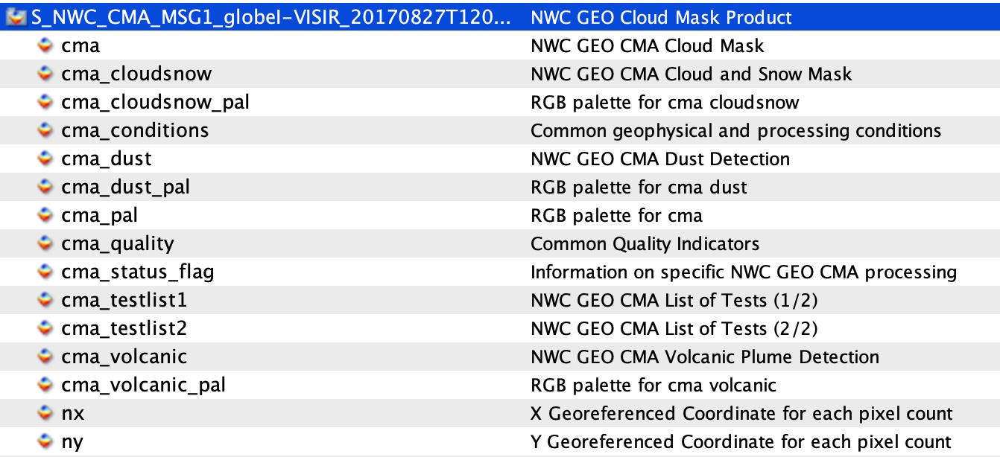 S_NWC_CMA_MSG1_globeI-VISIR_20170827T120... NWC GEO Cloud Mask Product
cma NWC GEO CMA Cloud Mask
cma_cloudsnow NWC GEO CMA Cloud and Snow Mask
cma_cloudsnow_pal RGB palette for cma cloudsnow
cma_conditions Common geophysical and processing conditions
cma_dust NWC GEO CMA Dust Detection
cma_dust_pal RGB palette for cma dust
cma_pal RGB palette for cma
cma_quality Common Quality Indicators
cma_status_flag Information on specific NWC GEO CMA processing
cma_testlist1 NWC GEO CMA List of Tests (1/2)
cma_testlist2 NWC GEO CMA List of Tests (2/2)
cma_volcanic NWC GEO CMA Volcanic Plume Detection
cma_volcanic_pal RGB palette for cma volcanic
nx X Georeferenced Coordinate for each pixel count
ny Y Georeferenced Coordinate for each pixel count